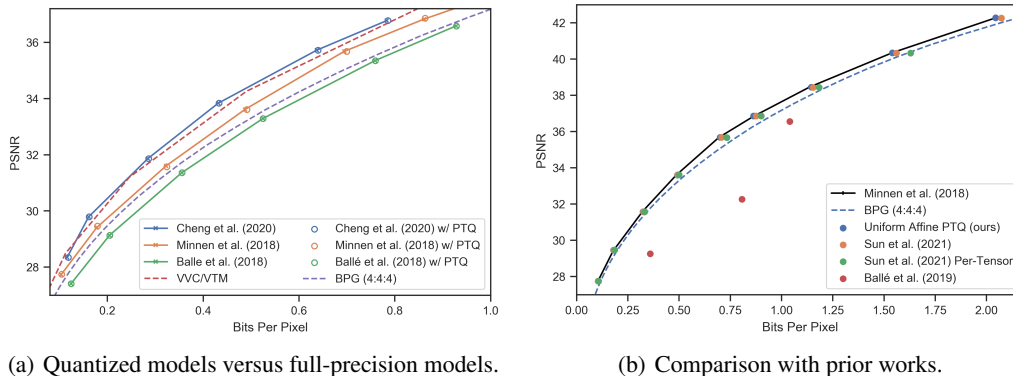 36
34
32
30
28
PSNR
0.2
0.4
0.6
0.8
1.0
Bits Per Pixel
Cheng et al. (2020)
Minnen et al. (2018)
Balle et al. (2018)
VVC/VTM
Cheng et al. (2020) w/ PTQ
Minnen et al. (2018) w/ PTQ
Ballé et al. (2018) w/ PTQ
BPG (4:4:4)
(a) Quantized models versus full-precision models.
42
40
38
36
34
32
30
28
PSNR
0.00
0.25
0.50
0.75
1.00
1.25
1.50
1.75
2.00
Bits Per Pixel
Minnen et al. (2018)
BPG (4:4:4)
Uniform Affine PTQ (ours)
Sun et al. (2021)
Sun et al. (2021) Per-Tensor
Ballé et al. (2019)
(b) Comparison with prior works.